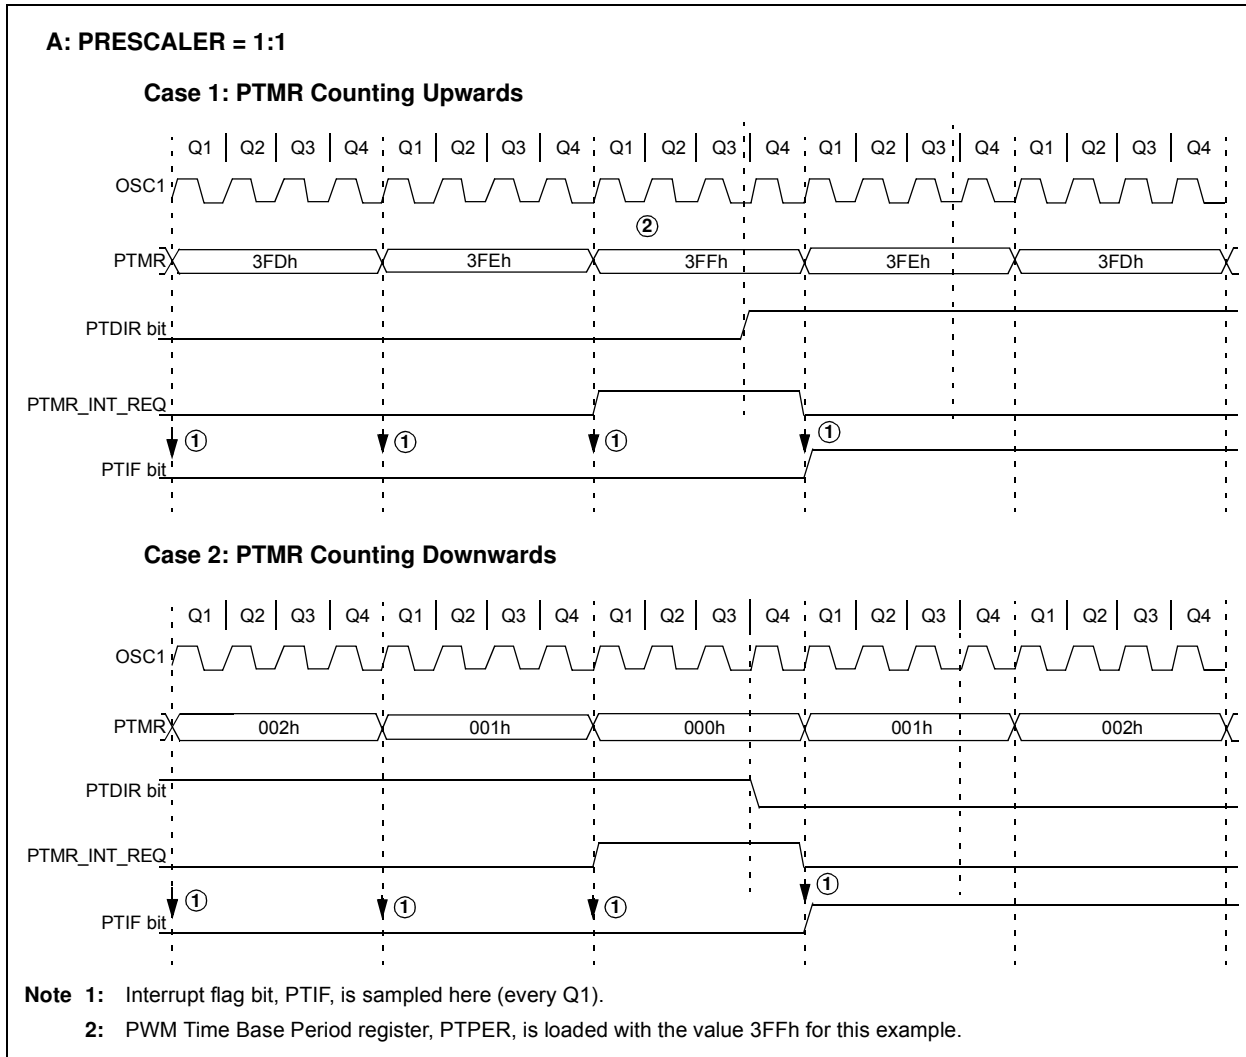 A: PRESCALER = 1:1
Case 1: PTMR Counting Upwards
Q1 Q2 Q3 Q4 Q1 Q2 Q3 Q4 Q1 Q2 Q3 Q4 Q1 Q2 Q3 Q4 Q1 Q2 Q3 Q4
OSC1
2
PTMR 3FDh 3FEh 3FFh 3FEh 3FDh
PTDIR bit
PTMR_INT_REQ
1 1 1 1
PTIF bit
Case 2: PTMR Counting Downwards
Q1 Q2 Q3 Q4 Q1 Q2 Q3 Q4 Q1 Q2 Q3 Q4 Q1 Q2 Q3 Q4 Q1 Q2 Q3 Q4
OSC1
PTMR 002h 001h 000h 001h 002h
PTDIR bit
PTMR_INT_REQ
1 1 1 1
PTIF bit
Note 1: Interrupt flag bit, PTIF, is sampled here (every Q1).
2: PWM Time Base Period register, PTPER, is loaded with the value 3FFh for this example.